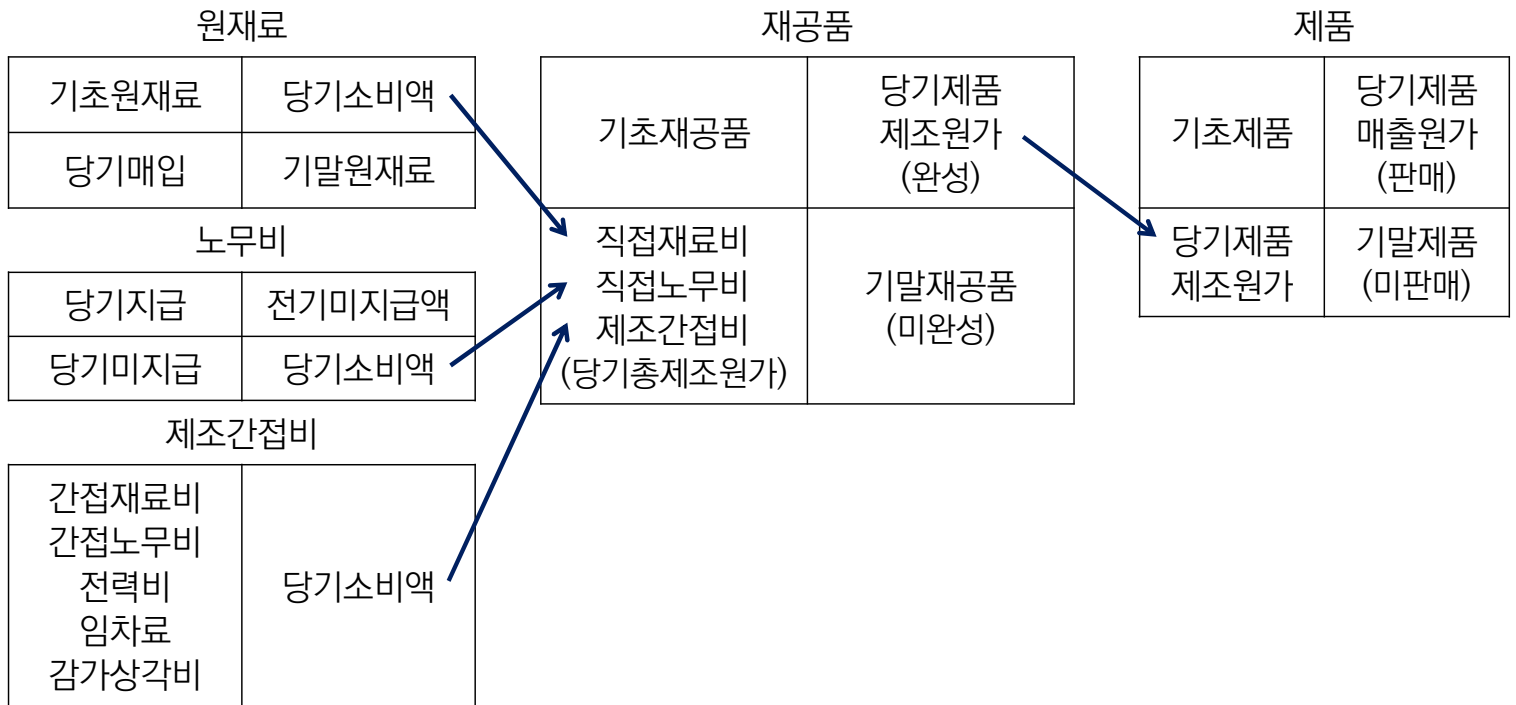 원재료
기초원재료
당기소비액
당기매입
기말원재료
노무비
당기지급
전기미지급액
당기미지급
당기소비액
제조간접비
간접재료비
간접노무비
전력비
임차료
감가상각비
당기소비액
재공품
기초재공품
당기제품
제조원가
(완성)
직접재료비
직접노무비
제조간접비
(당기총제조원가)
기말재공품
(미완성)
제품
기초제품
당기제품
매출원가
(판매)
당기제품
제조원가
기말제품
(미판매)